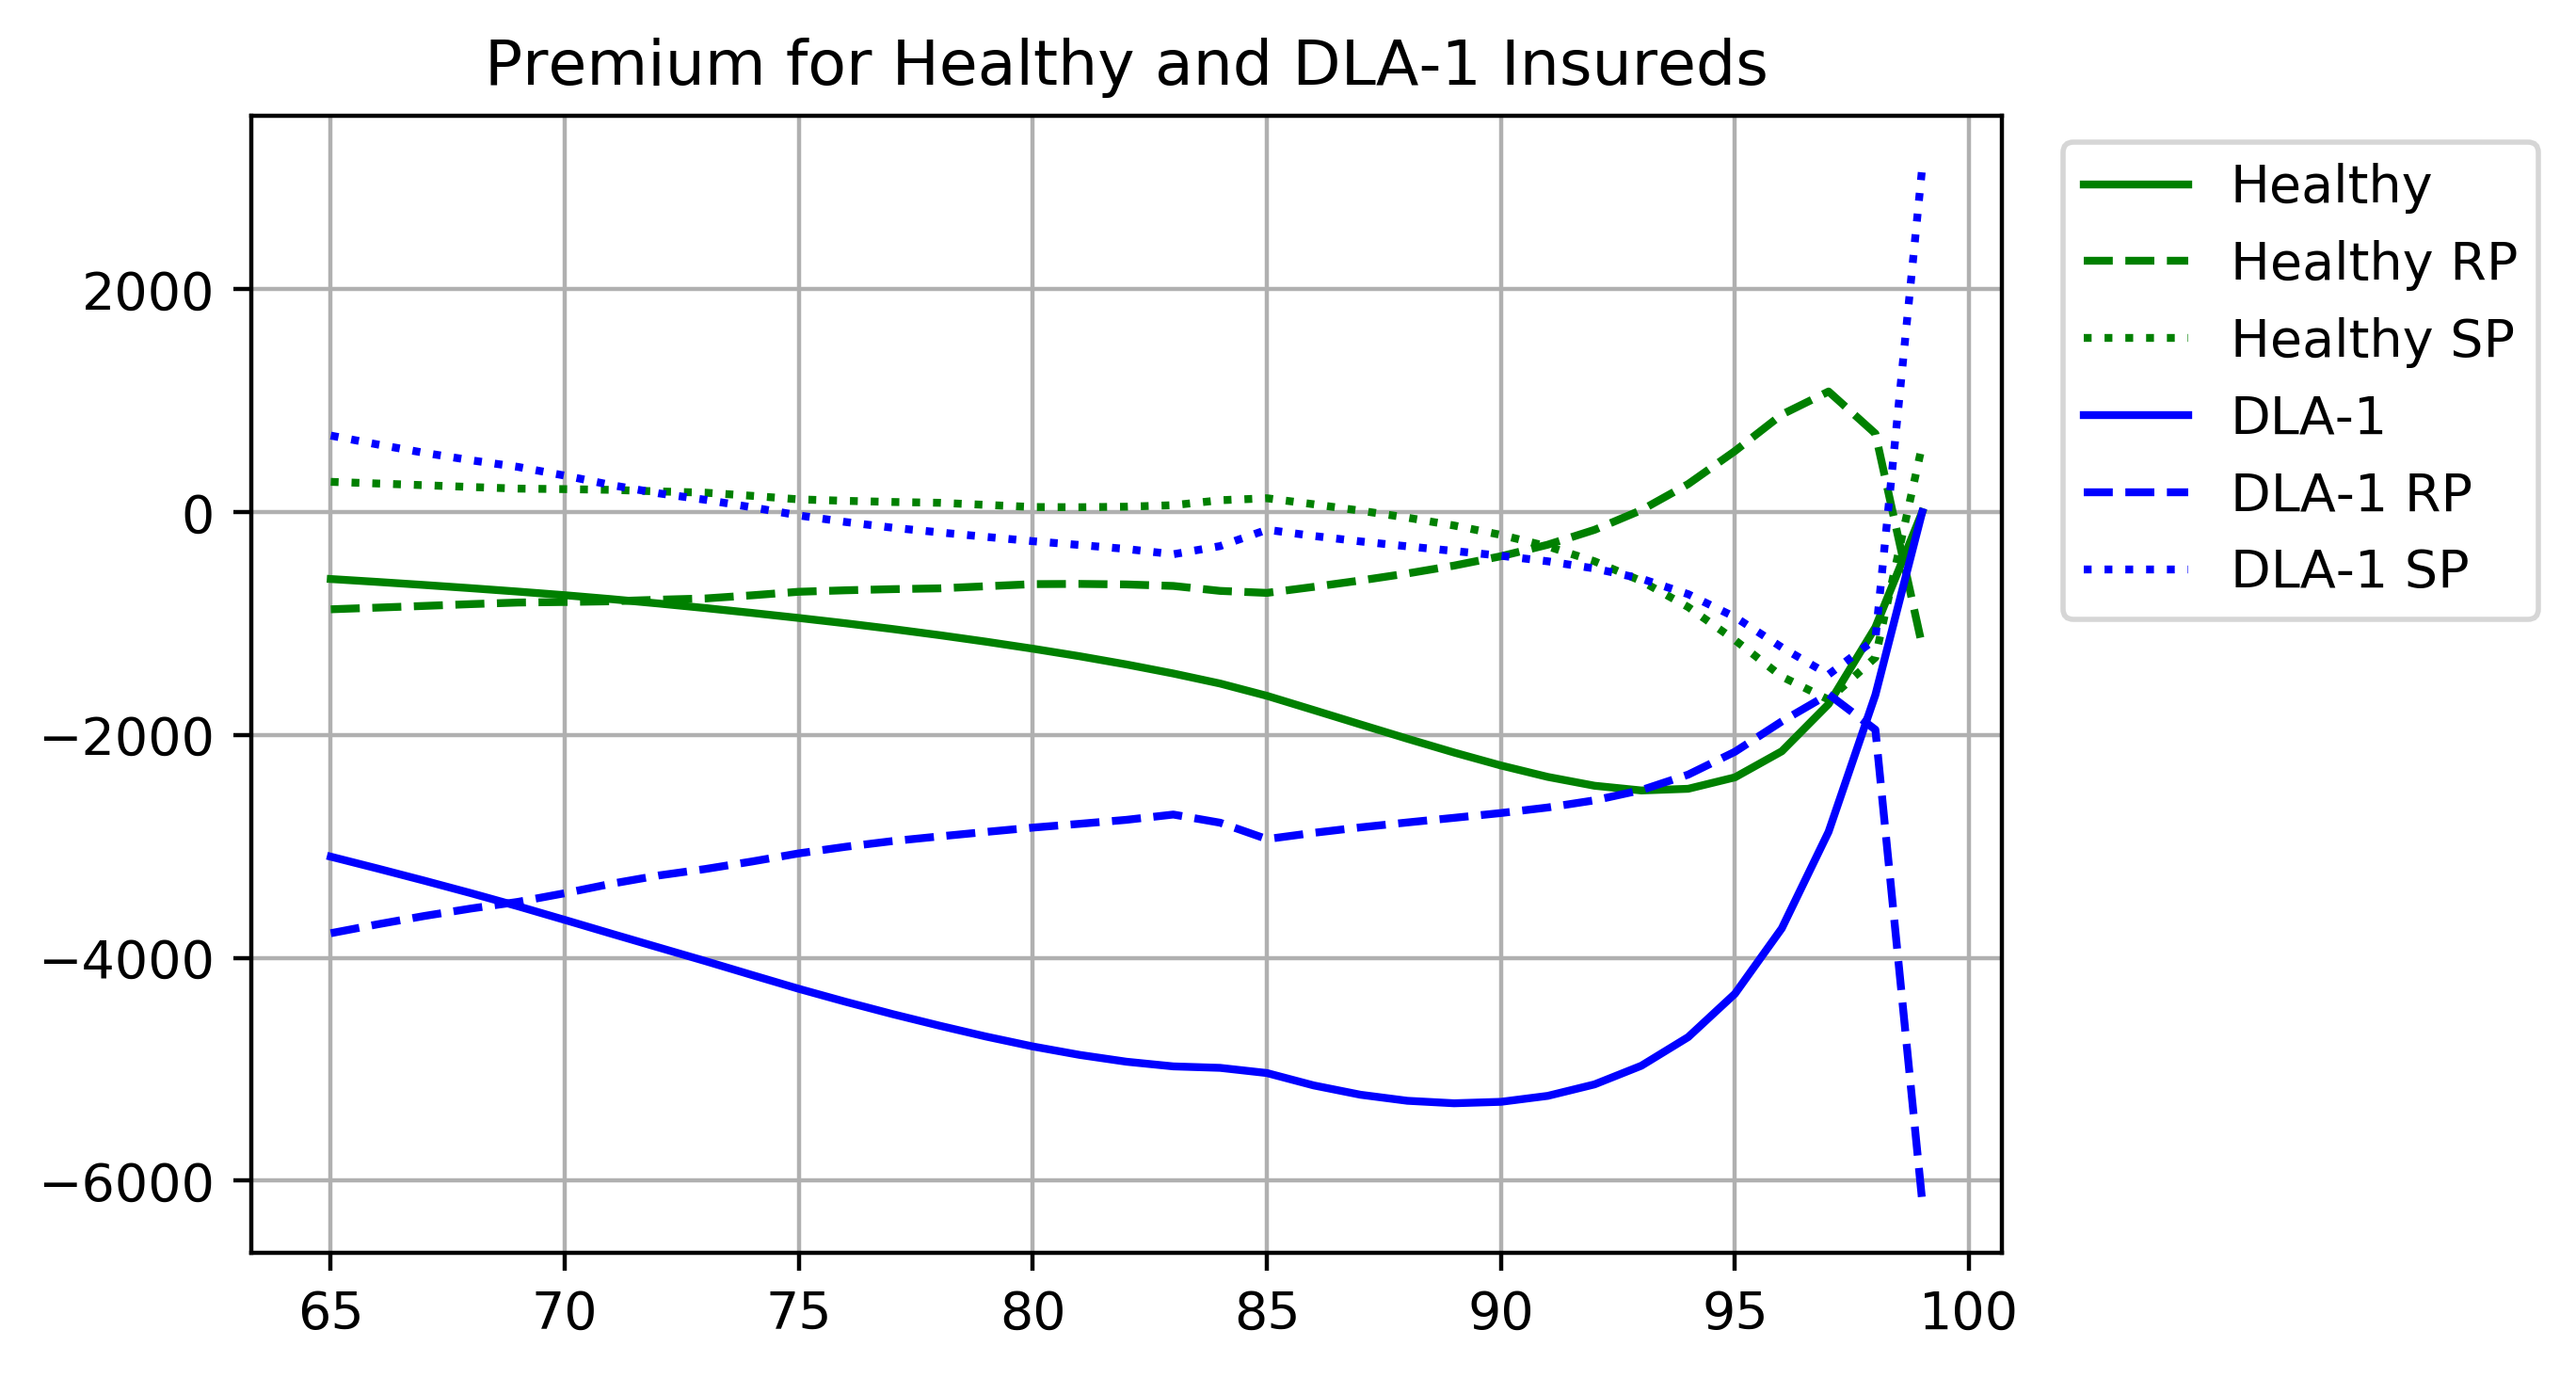 Premium for Healthy and DLA-1 Insureds
2000
0
−2000
−4000
−6000
65 70 75 80 85 90 95 100
Healthy
Healthy RP
Healthy SP
DLA-1
DLA-1 RP
DLA-1 SP